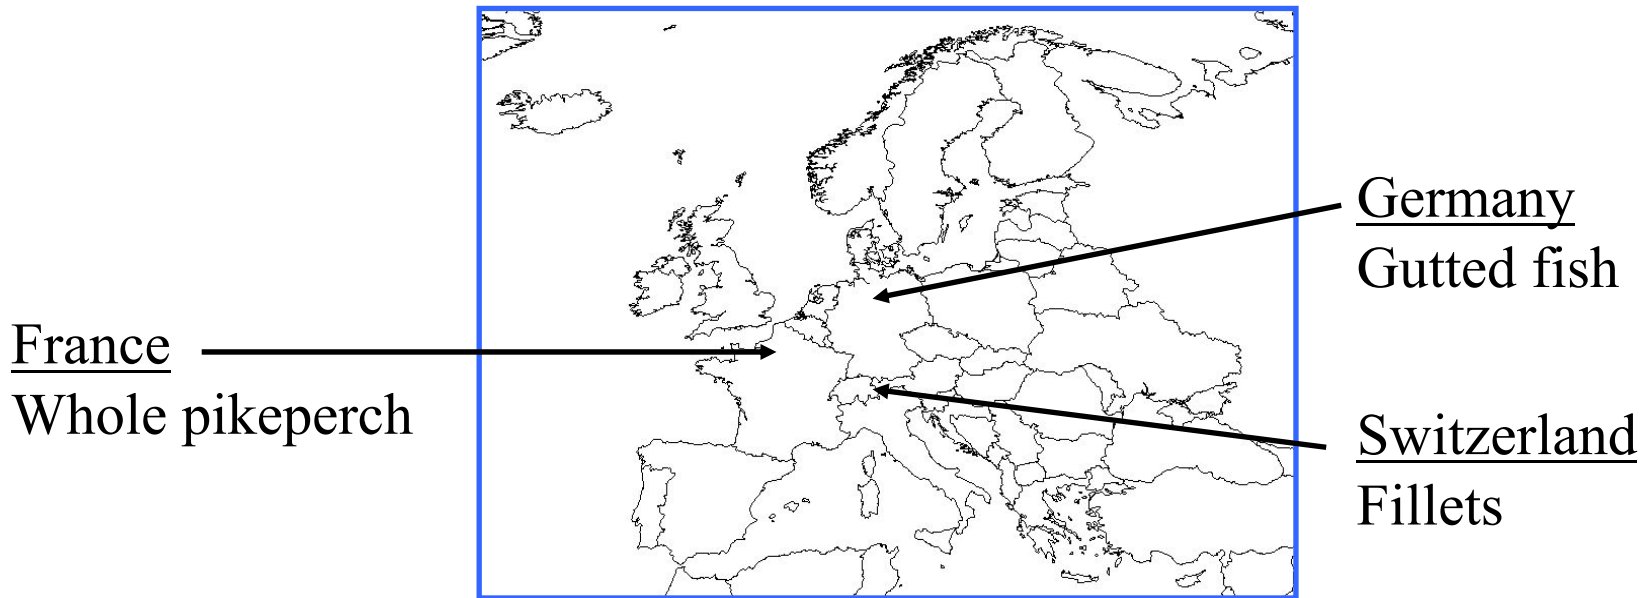 Germany
Gutted fish
France
Whole pikeperch
Switzerland
Fillets